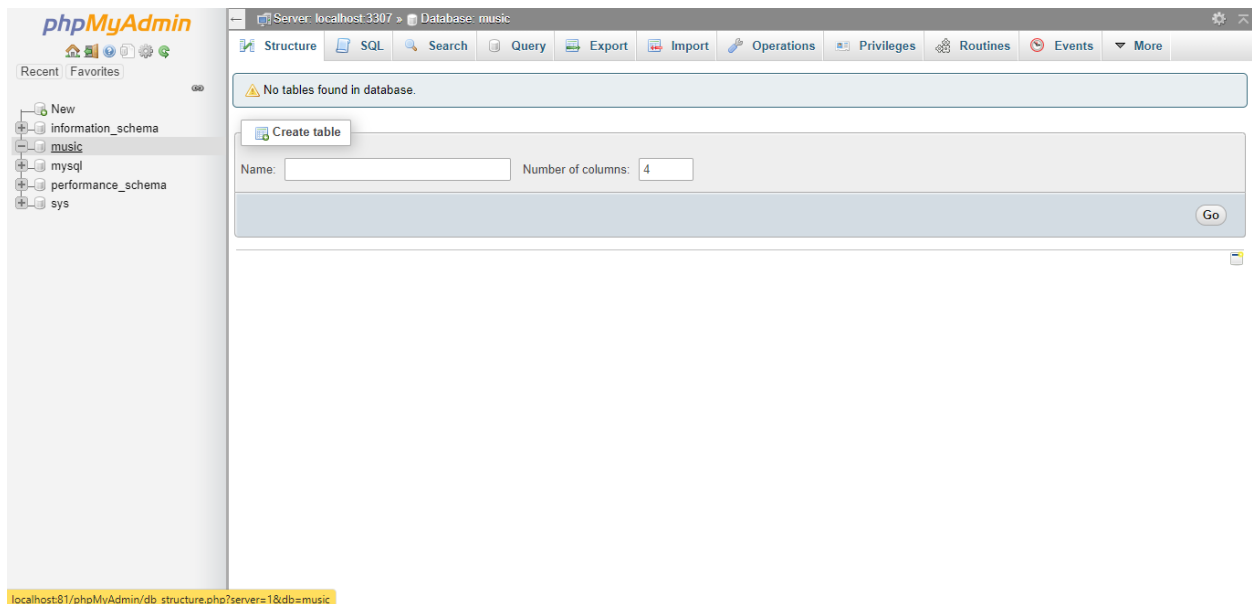 phpMyAdmin
Recent Favorites
New
information_schema
music
mysql
performance_schema
sys
Server: localhost:3307 » Database: music
Structure SQL Search Query Export Import Operations Privileges Routines Events More
No tables found in database.
Create table
Name: Number of columns: 4
Go
localhost:81/phpMyAdmin/db_structure.php?server=1&db=music